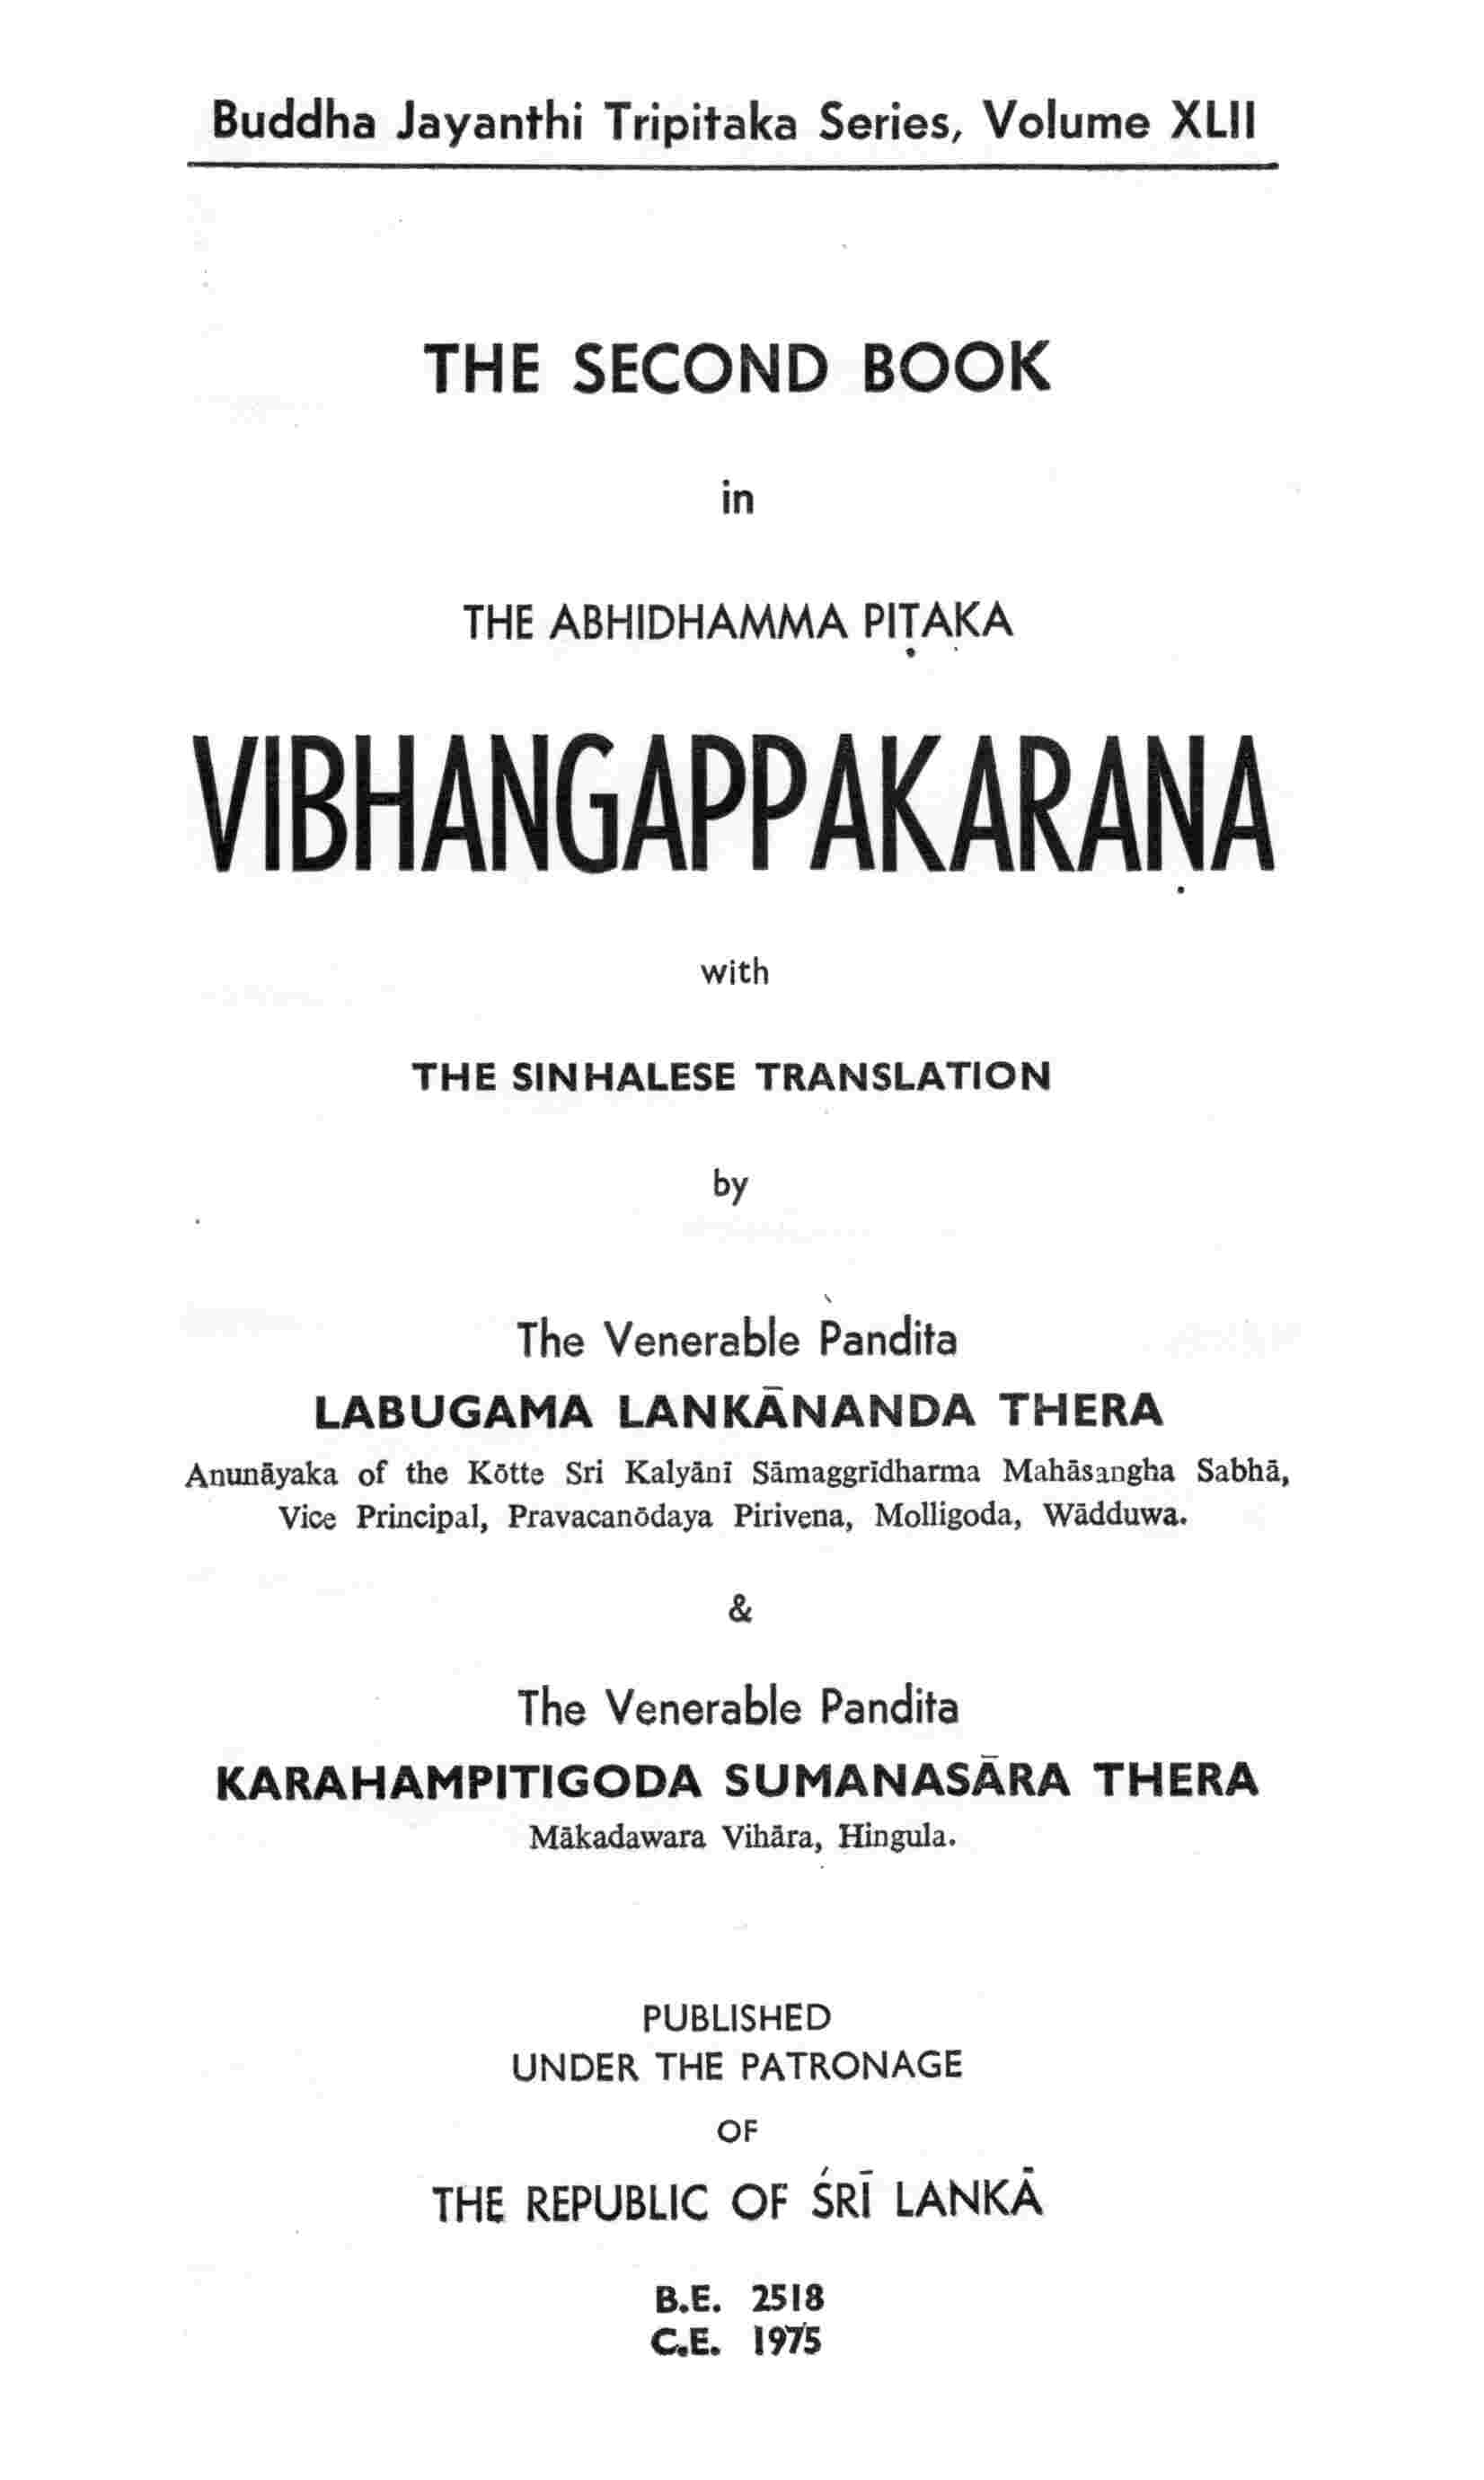 Buddha Jayanthi Tripitaka Series, Volume XLII
THE SECOND BOOK
in
THE ABHIDHAMMA PIṬAKA
VIBHANGAPPAKARAṆA
with
THE SINHALESE TRANSLATION
by
The Venerable Pandita
LABUGAMA LANKĀNANDA THERA
Anunāyaka of the Kōtte Sri Kalyānī Sāmaggrīdharma Mahāsangha Sabhā,
Vice Principal, Pravacanōdaya Pirivena, Molligoda, Wādduwa.
&
The Venerable Pandita
KARAHAMPITIGODA SUMANASĀRA THERA
Mākadawara Vihāra, Hingula.
PUBLISHED
UNDER THE PATRONAGE
OF
THE REPUBLIC OF ŚRĪ LANKĀ
B.E. 2518
C.E. 1975